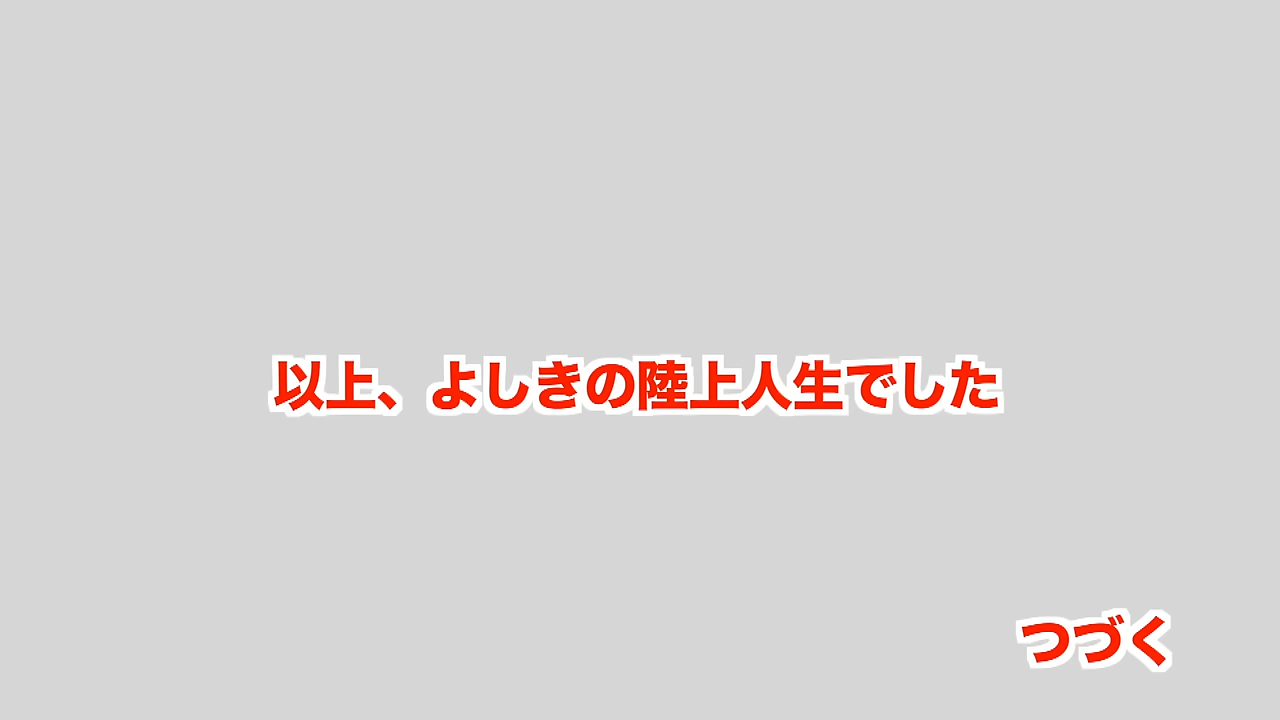 以上、よしきの陸上人生でした
つづく